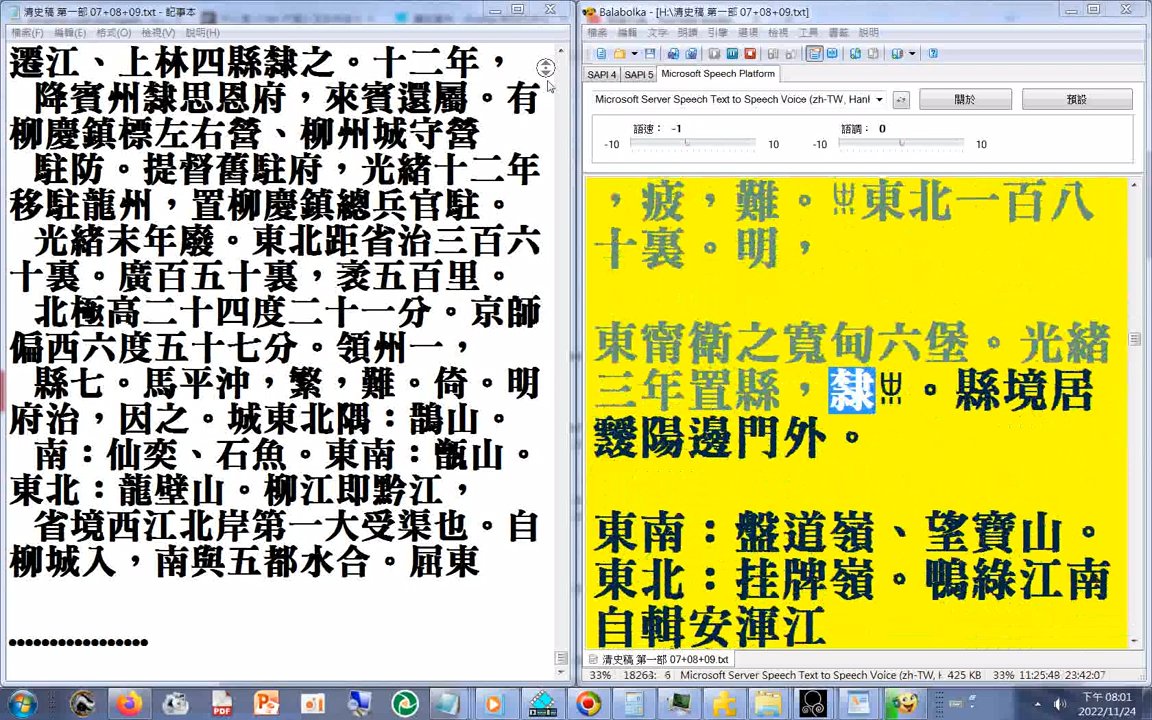 清史稿 第一部 07+08+09.txt - 記事本
檔案(F) 編輯(E) 格式(O) 檢視(V) 說明(H)
遷江、上林四縣隸之。十二年，
降賓州隸思恩府，來賓還屬。有
柳慶鎮標左右營、柳州城守營
駐防。提督舊駐府，光緒十二年
移駐龍州，置柳慶鎮總兵官駐。
光緒末年廢。東北距省治三百六
十裏。廣百五十裏，袤五百里。
北極高二十四度二十一分。京師
偏西六度五十七分。領州一，
縣七。馬平沖，繁，難。倚。明
府治，因之。城東北隅：鵲山。
南：仙奕、石魚。東南：甑山。
東北：龍壁山。柳江即黔江，
省境西江北岸第一大受渠也。自
柳城入，南與五都水合。屈東
•••••••••••••••••
Balabolka - [H:\清史稿 第一部 07+08+09.txt]
檔案 編輯 文字 朗讀 引擎 選項 檢視 工具 書籤 說明
SAPI 4 SAPI 5 Microsoft Speech Platform
Microsoft Server Speech Text to Speech Voice (zh-TW, Hanl
關於 預設
語速： -1 語調： 0
-10 10 -10 10
，疲，難。東北一百八
十裏。明，
東甯衛之寬甸六堡。光緒
三年置縣，隸。縣境居
靉陽邊門外。
東南：盤道嶺、望寶山。
東北：挂牌嶺。鴨綠江南
自輯安渾江
清史稿 第一部 07+08+09.txt
33% 18263: 6 Microsoft Server Speech Text to Speech Voice (zh-TW, H 425 KB 33% 11:25:48 23:42:07
下午 08:01
2022/11/24